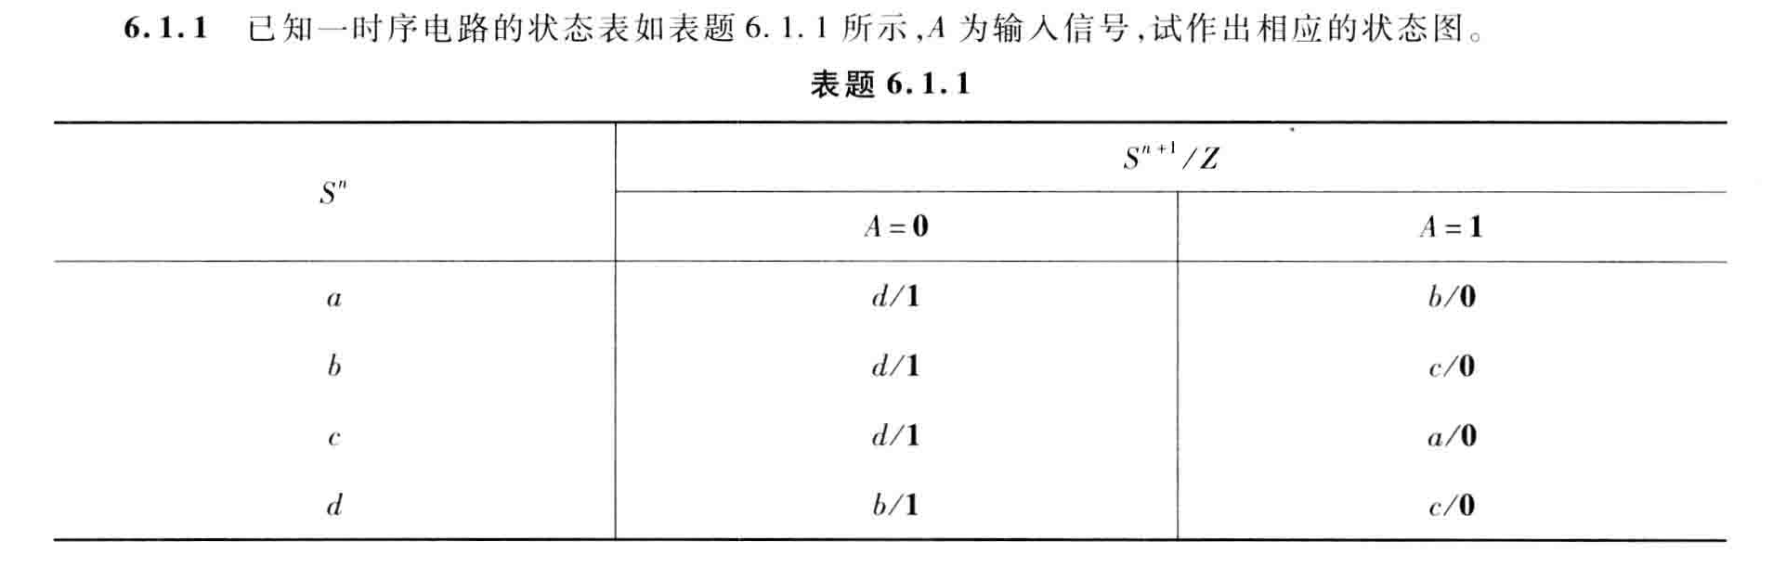 6.1.1 已知一时序电路的状态表如表题 6.1.1 所示,A 为输入信号,试作出相应的状态图。
表题 6.1.1
Sⁿ Sⁿ⁺¹/Z
A=0 A=1
a d/1 b/0
b d/1 c/0
c d/1 a/0
d b/1 c/0